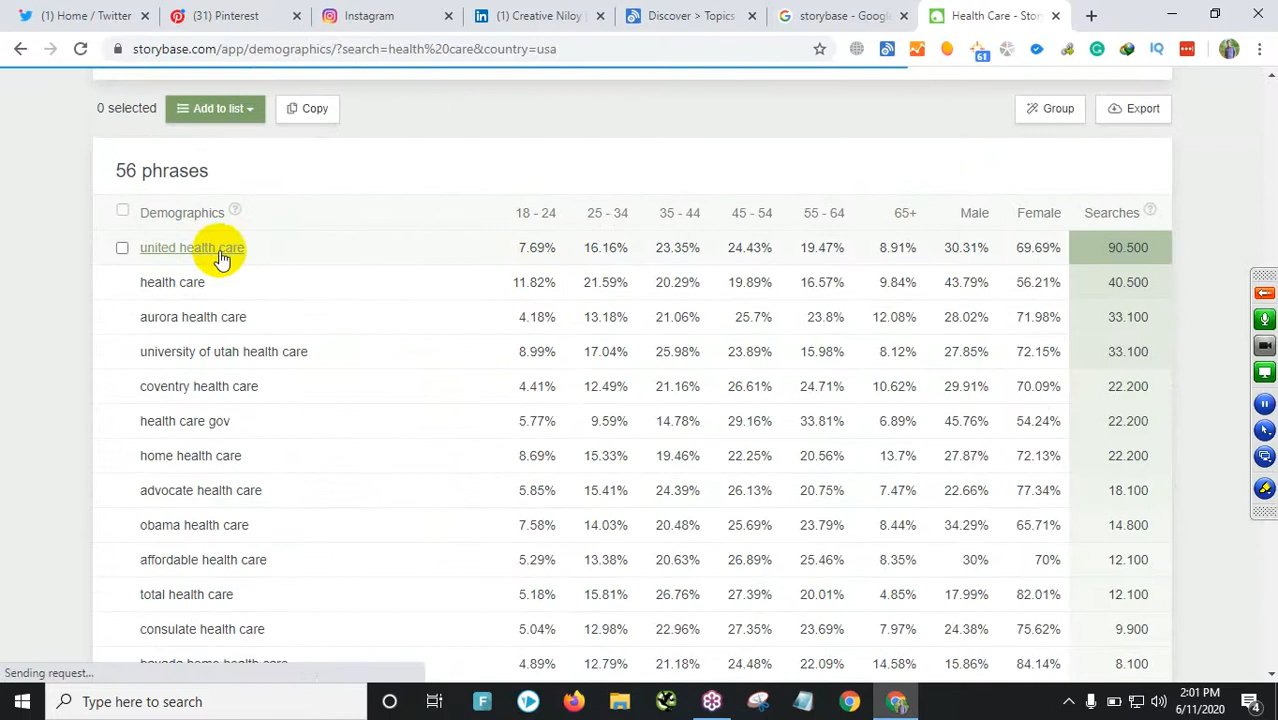 (1) Home / Twitter
(31) Pinterest
Instagram
(1) Creative Niloy
Discover > Topics
storybase - Google
Health Care - Story
storybase.com/app/demographics/?search=health%20care&country=usa
61
0 selected Add to list Copy Group Export
56 phrases
Demographics 18 - 24 25 - 34 35 - 44 45 - 54 55 - 64 65+ Male Female Searches
united health care 7.69% 16.16% 23.35% 24.43% 19.47% 8.91% 30.31% 69.69% 90.500
health care 11.82% 21.59% 20.29% 19.89% 16.57% 9.84% 43.79% 56.21% 40.500
aurora health care 4.18% 13.18% 21.06% 25.7% 23.8% 12.08% 28.02% 71.98% 33.100
university of utah health care 8.99% 17.04% 25.98% 23.89% 15.98% 8.12% 27.85% 72.15% 33.100
coventry health care 4.41% 12.49% 21.16% 26.61% 24.71% 10.62% 29.91% 70.09% 22.200
health care gov 5.77% 9.59% 14.78% 29.16% 33.81% 6.89% 45.76% 54.24% 22.200
home health care 8.69% 15.33% 19.46% 22.25% 20.56% 13.7% 27.87% 72.13% 22.200
advocate health care 5.85% 15.41% 24.39% 26.13% 20.75% 7.47% 22.66% 77.34% 18.100
obama health care 7.58% 14.03% 20.48% 25.69% 23.79% 8.44% 34.29% 65.71% 14.800
affordable health care 5.29% 13.38% 20.63% 26.89% 25.46% 8.35% 30% 70% 12.100
total health care 5.18% 15.81% 26.76% 27.39% 20.01% 4.85% 17.99% 82.01% 12.100
consulate health care 5.04% 12.98% 22.96% 27.35% 23.69% 7.97% 24.38% 75.62% 9.900
bayada home health care 4.89% 12.79% 21.18% 24.48% 22.09% 14.58% 15.86% 84.14% 8.100
Sending request...
Type here to search
2:01 PM
6/11/2020
4